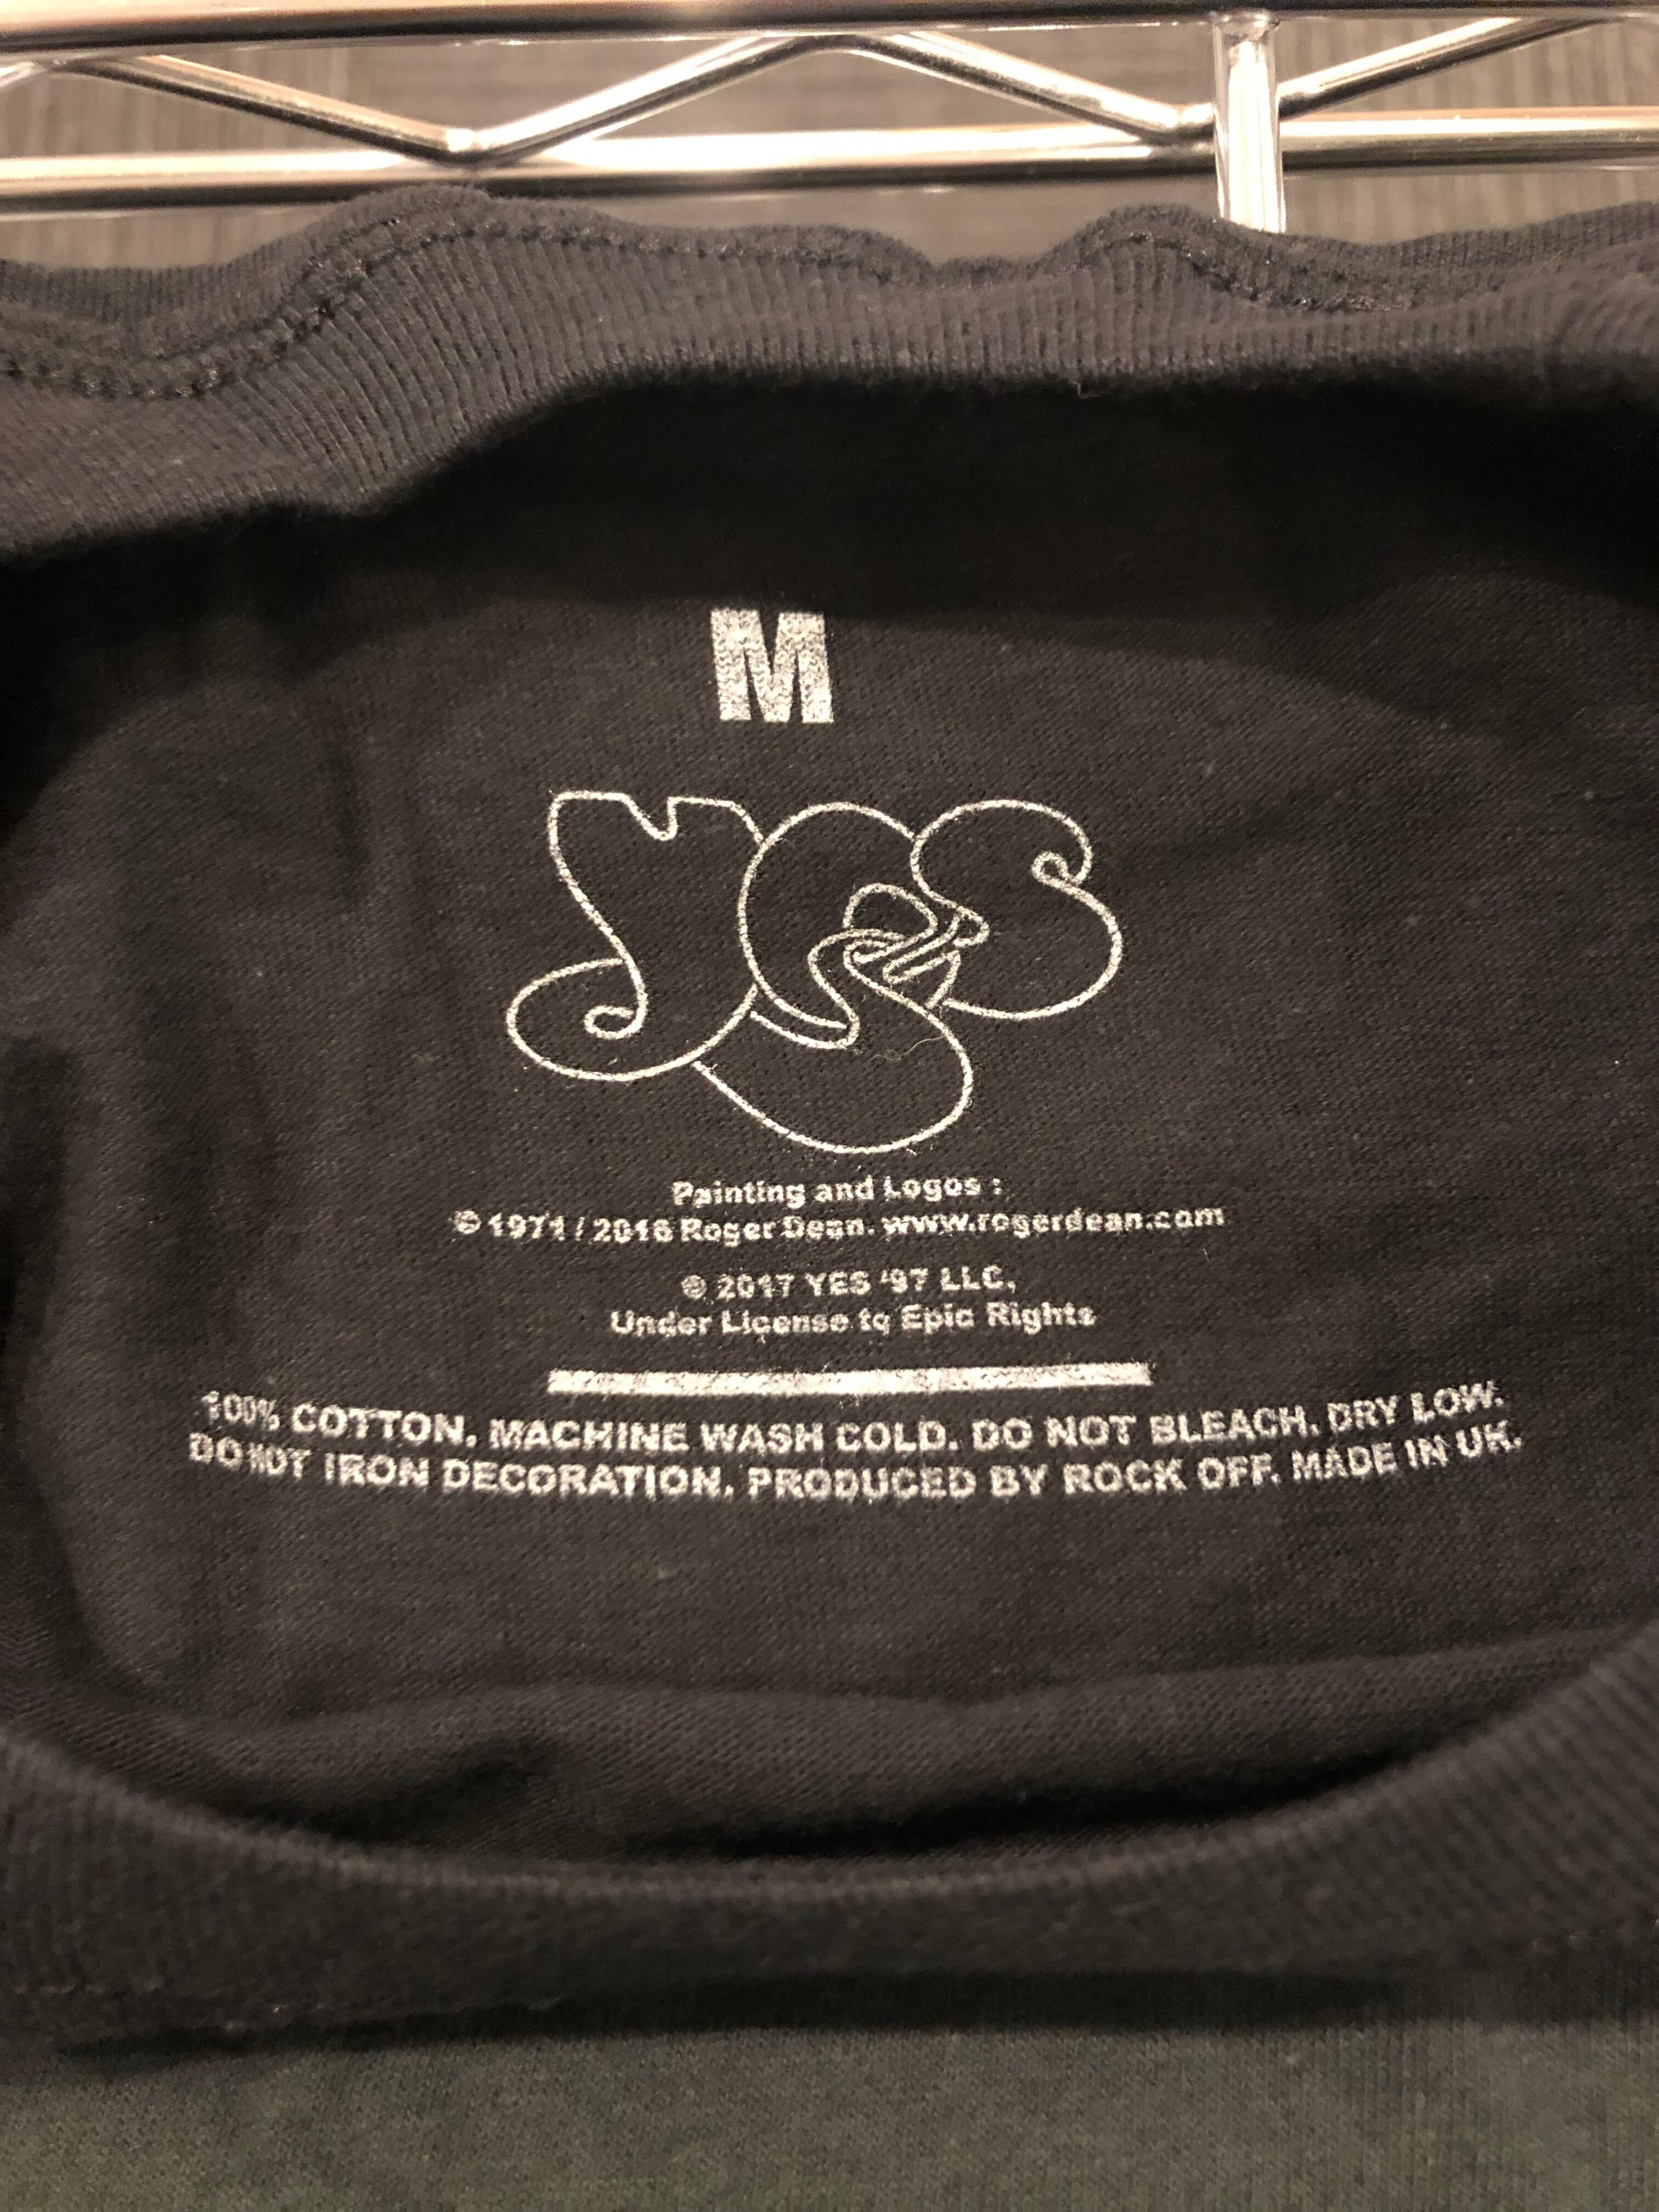 M
YES
Painting and Logos :
© 1971 / 2016 Roger Dean. www.rogerdean.com
© 2017 YES '97 LLC.
Under License to Epic Rights
100% COTTON. MACHINE WASH COLD. DO NOT BLEACH. DRY LOW.
DO NOT IRON DECORATION. PRODUCED BY ROCK OFF. MADE IN UK.